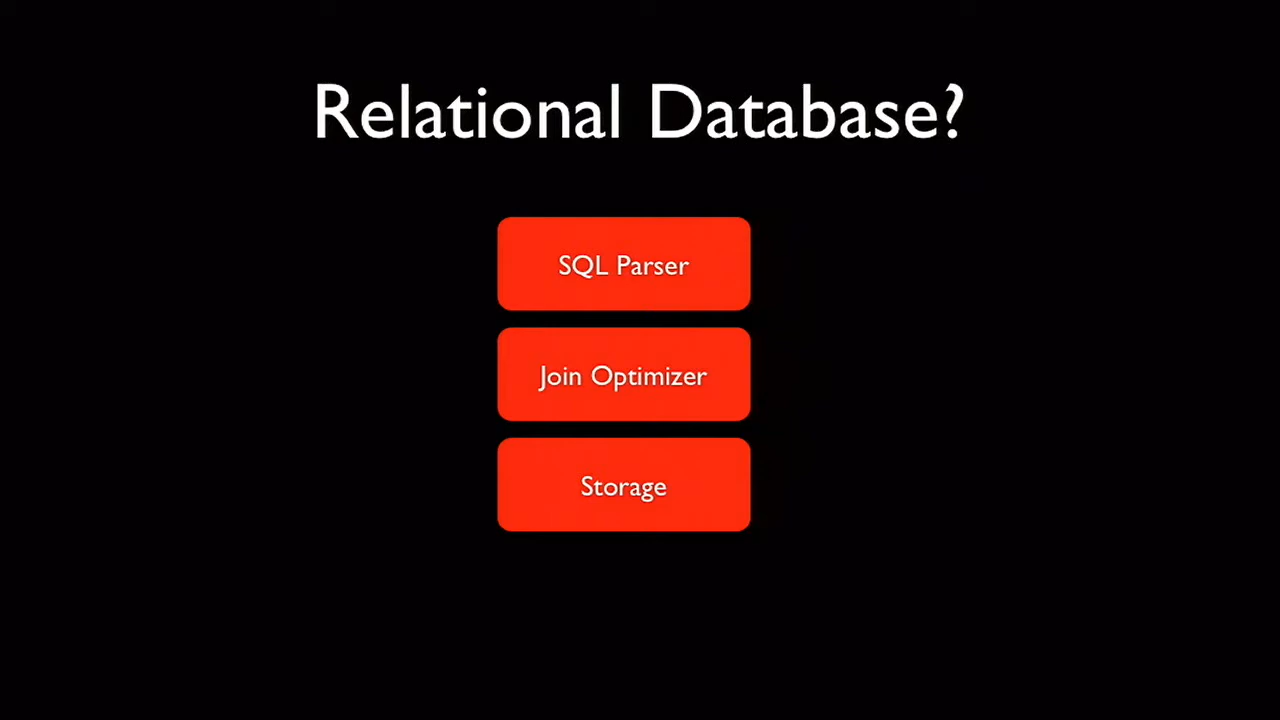 Relational Database?
SQL Parser
Join Optimizer
Storage